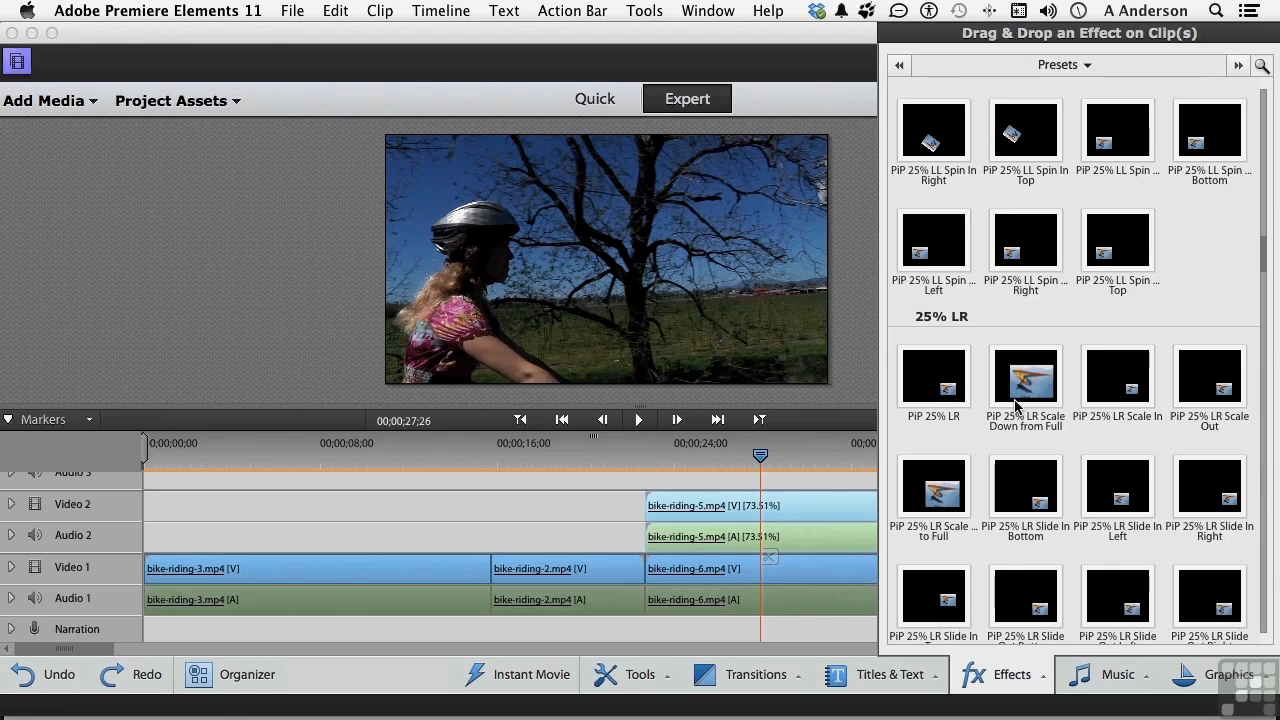 Adobe Premiere Elements 11 File Edit Clip Timeline Text Action Bar Tools Window Help A Anderson
Drag & Drop an Effect on Clip(s)
Presets
Add Media Project Assets Quick Expert
PiP 25% LL Spin In Right
PiP 25% LL Spin In Top
PiP 25% LL Spin ...
PiP 25% LL Spin ... Bottom
PiP 25% LL Spin ... Left
PiP 25% LL Spin ... Right
PiP 25% LL Spin ... Top
25% LR
PiP 25% LR
PiP 25% LR Scale Down from Full
PiP 25% LR Scale In
PiP 25% LR Scale Out
PiP 25% LR Scale ... to Full
PiP 25% LR Slide In Bottom
PiP 25% LR Slide In Left
PiP 25% LR Slide In Right
PiP 25% LR Slide In
PiP 25% LR Slide
PiP 25% LR Slide
PiP 25% LR Slide
Markers 00;00;27;26
00;00;00;00 00;00;08;00 00;00;16;00 00;00;24;00 00;00
Audio 3
Video 2 bike-riding-5.mp4 [V] [73.51%]
Audio 2 bike-riding-5.mp4 [A] [73.51%]
Video 1 bike-riding-3.mp4 [V] bike-riding-2.mp4 [V] bike-riding-6.mp4 [V]
Audio 1 bike-riding-3.mp4 [A] bike-riding-2.mp4 [A] bike-riding-6.mp4 [A]
Narration
Undo Redo Organizer Instant Movie Tools Transitions T Titles & Text fx Effects Music Graphics